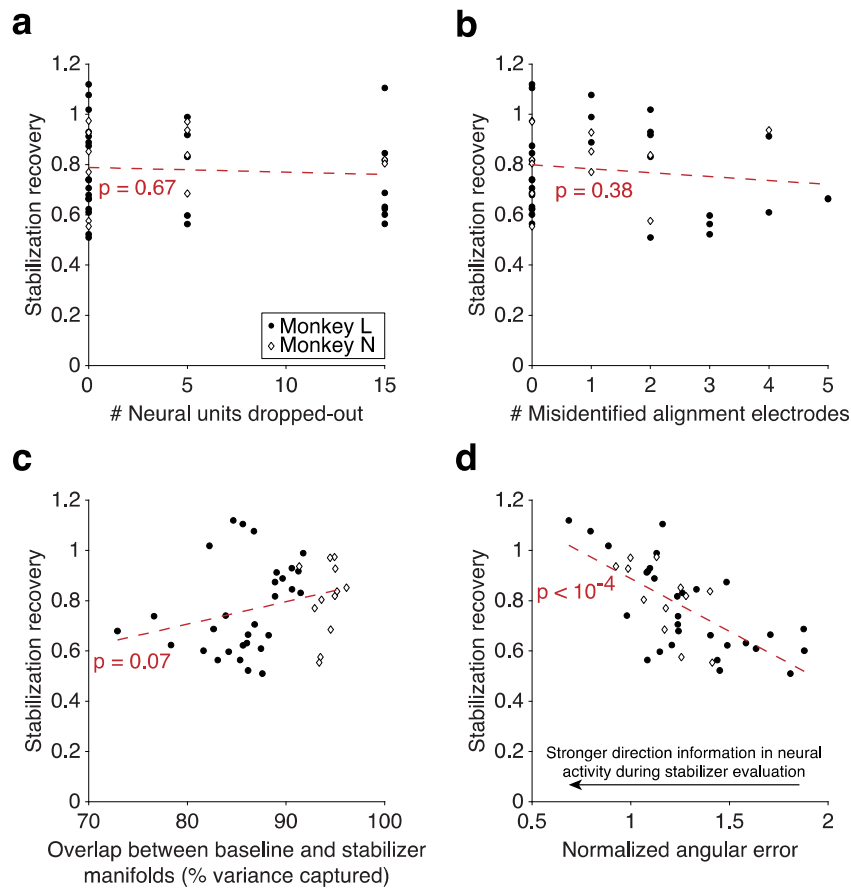 a
1.2
1
0.8
0.6
0.4
0.2
0
Stabilization recovery
p = 0.67
Monkey L
Monkey N
0 5 10 15
# Neural units dropped-out
b
1.2
1
0.8
0.6
0.4
0.2
0
Stabilization recovery
p = 0.38
0 1 2 3 4 5
# Misidentified alignment electrodes
c
1.2
1
0.8
0.6
0.4
0.2
0
Stabilization recovery
p = 0.07
70 80 90 100
Overlap between baseline and stabilizer
manifolds (% variance captured)
d
1.2
1
0.8
0.6
0.4
0.2
0
Stabilization recovery
p < 10⁻⁴
Stronger direction information in neural
activity during stabilizer evaluation
0.5 1 1.5 2
Normalized angular error